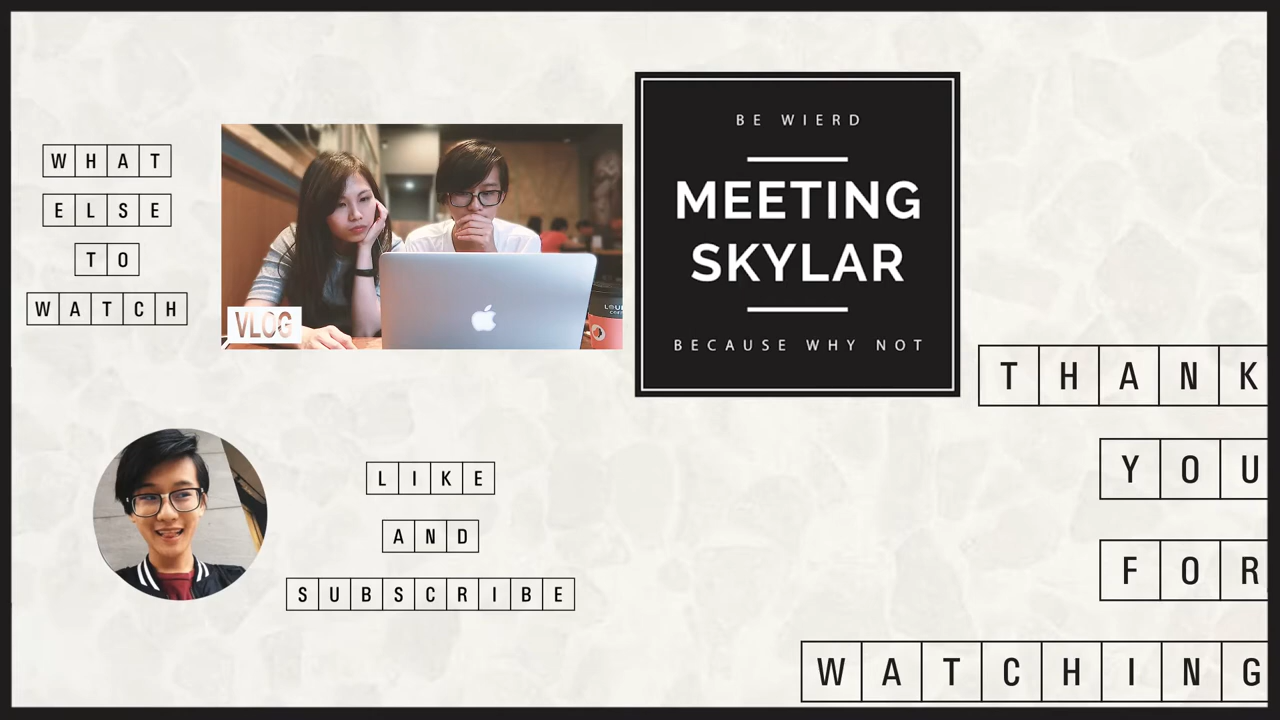 WHAT
ELSE
TO
WATCH
VLOG
BE WIERD
MEETING
SKYLAR
BECAUSE WHY NOT
LIKE
AND
SUBSCRIBE
THANK
YOU
FOR
WATCHING